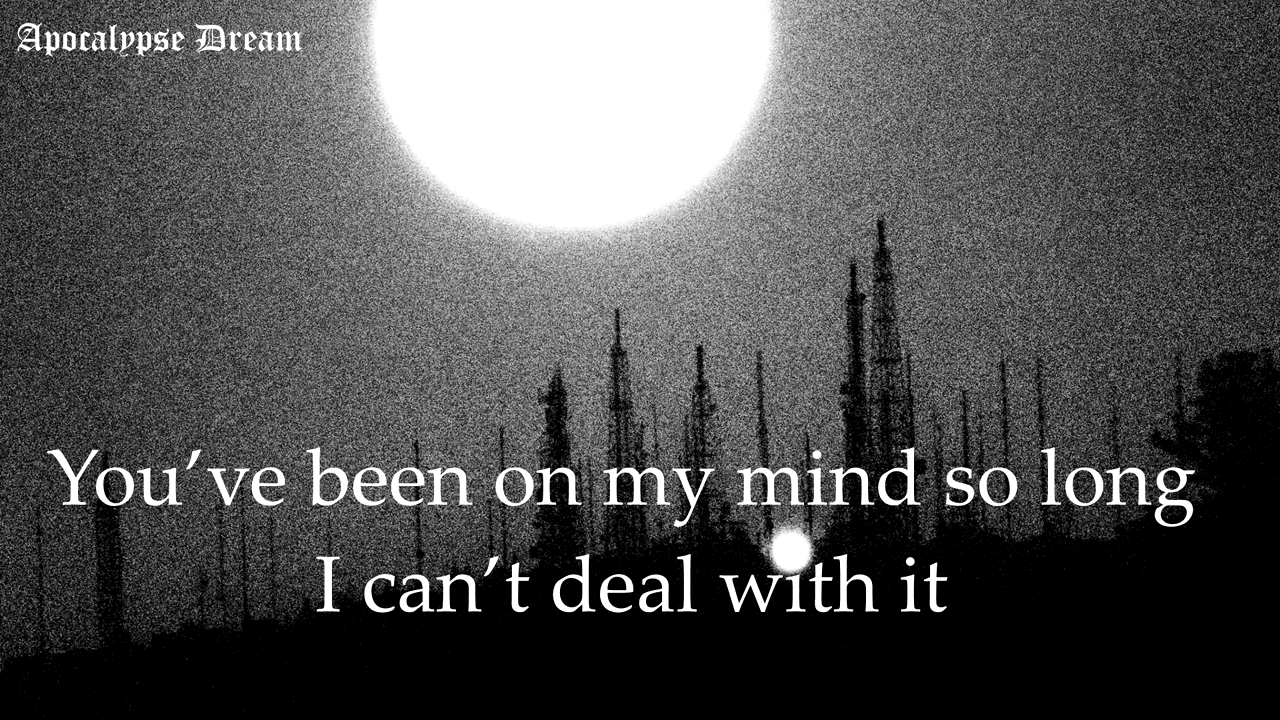 Apocalypse Dream
You’ve been on my mind so long
I can’t deal with it